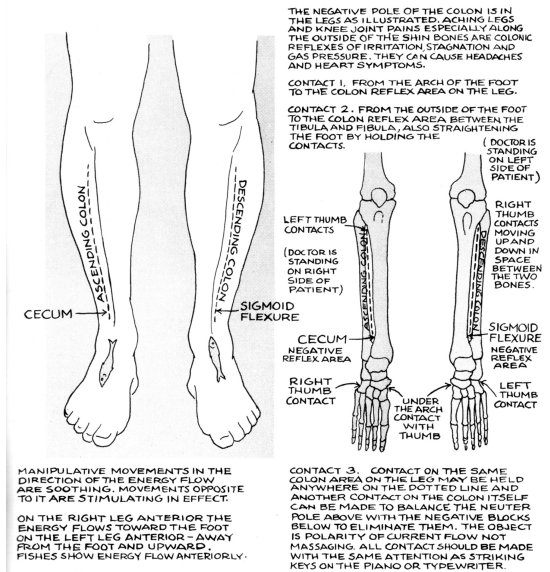 THE NEGATIVE POLE OF THE COLON IS IN
THE LEGS AS ILLUSTRATED. ACHING LEGS
AND KNEE JOINT PAINS ESPECIALLY ALONG
THE OUTSIDE OF THE SHIN BONES ARE COLONIC
REFLEXES OF IRRITATION, STAGNATION AND
GAS PRESSURE. THEY CAN CAUSE HEADACHES
AND HEART SYMPTOMS.
CONTACT 1, FROM THE ARCH OF THE FOOT
TO THE COLON REFLEX AREA ON THE LEG.
CONTACT 2. FROM THE OUTSIDE OF THE FOOT
TO THE COLON REFLEX AREA BETWEEN THE
TIBULA AND FIBULA, ALSO STRAIGHTENING
THE FOOT BY HOLDING THE
CONTACTS.
(DOCTOR IS
STANDING
ON LEFT
SIDE OF
PATIENT)
ASCENDING COLON
DESCENDING COLON
CECUM
SIGMOID
FLEXURE
LEFT THUMB
CONTACTS
(DOCTOR IS
STANDING
ON RIGHT
SIDE OF
PATIENT)
ASCENDING COLON
DESCENDING COLON
RIGHT
THUMB
CONTACTS
MOVING
UP AND
DOWN IN
SPACE
BETWEEN
THE TWO
BONES.
CECUM
NEGATIVE
REFLEX AREA
SIGMOID
FLEXURE
NEGATIVE
REFLEX
AREA
RIGHT
THUMB
CONTACT
UNDER
THE ARCH
CONTACT
WITH
THUMB
LEFT
THUMB
CONTACT
MANIPULATIVE MOVEMENTS IN THE
DIRECTION OF THE ENERGY FLOW
ARE SOOTHING. MOVEMENTS OPPOSITE
TO IT ARE STIMULATING IN EFFECT.
ON THE RIGHT LEG ANTERIOR THE
ENERGY FLOWS TOWARD THE FOOT
ON THE LEFT LEG ANTERIOR - AWAY
FROM THE FOOT AND UPWARD.
FISHES SHOW ENERGY FLOW ANTERIORLY.
CONTACT 3. CONTACT ON THE SAME
COLON AREA ON THE LEG MAY BE HELD
ANYWHERE ON THE DOTTED LINE AND
ANOTHER CONTACT ON THE COLON ITSELF
CAN BE MADE TO BALANCE THE NEUTER
POLE ABOVE WITH THE NEGATIVE BLOCKS
BELOW TO ELIMINATE THEM. THE OBJECT
IS POLARITY OF CURRENT FLOW NOT
MASSAGING. ALL CONTACT SHOULD BE MADE
WITH THE SAME ATTENTION AS STRIKING
KEYS ON THE PIANO OR TYPEWRITER.